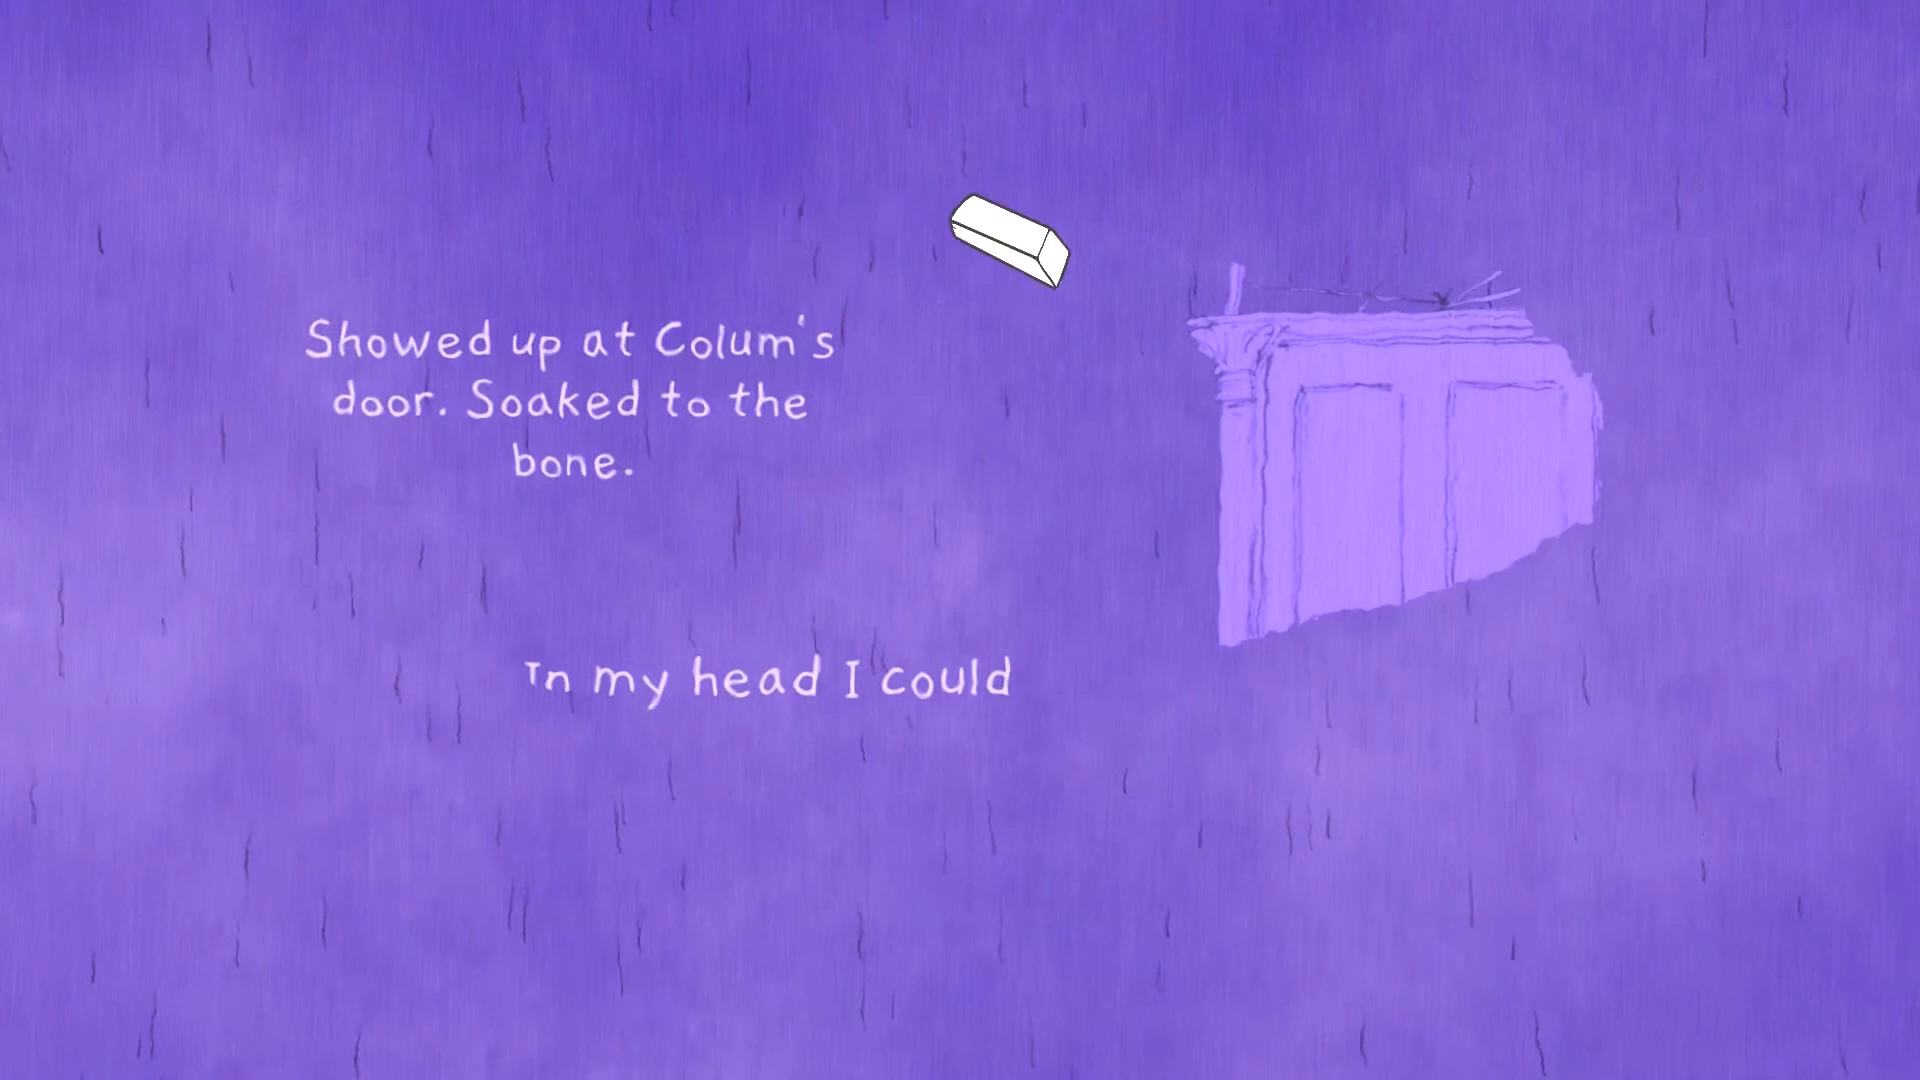 Showed up at Colum's
door. Soaked to the
bone.
In my head I could